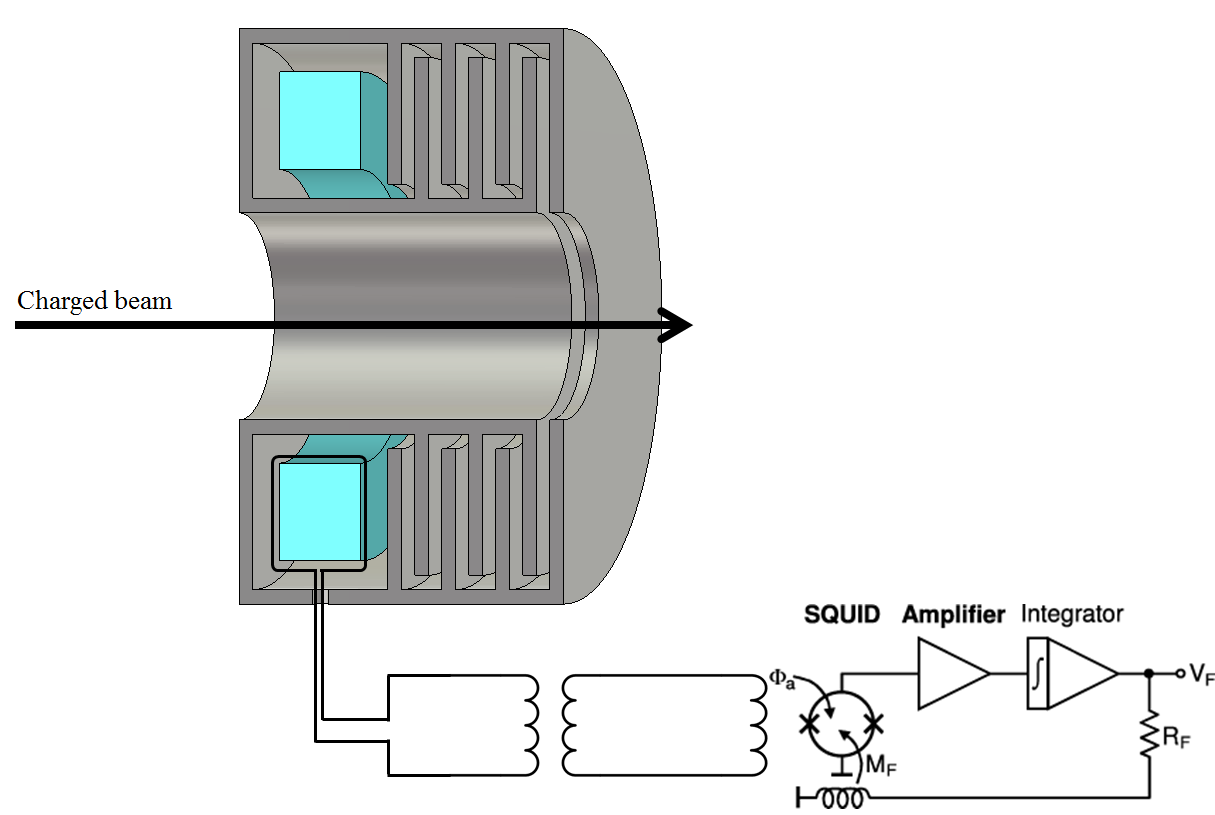 Charged beam
SQUID Amplifier Integrator
Φa
∫
VF
RF
MF